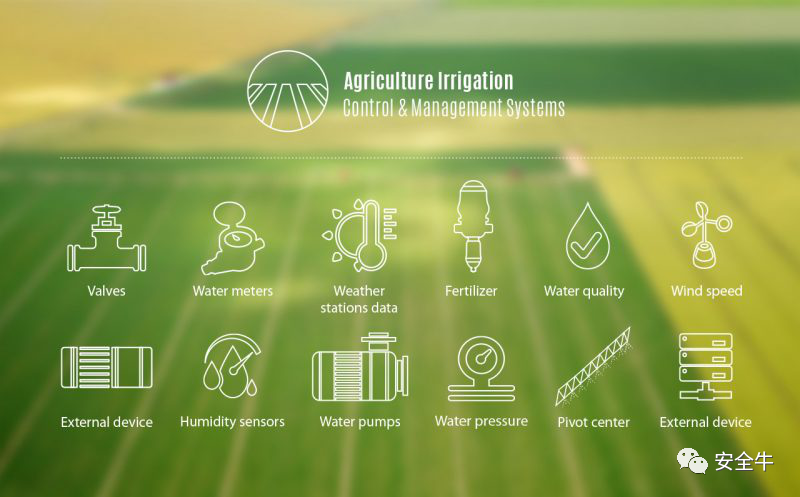 Agriculture Irrigation
Control & Management Systems
Valves
Water meters
Weather
stations data
Fertilizer
Water quality
Wind speed
External device
Humidity sensors
Water pumps
Water pressure
Pivot center
External device
安全牛